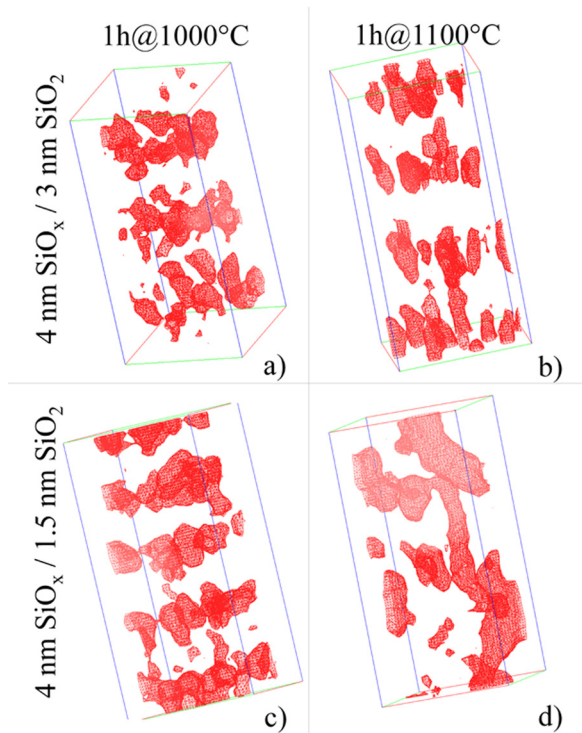 1h@1000°C
1h@1100°C
4 nm SiOₓ / 3 nm SiO₂
a)
b)
4 nm SiOₓ / 1.5 nm SiO₂
c)
d)